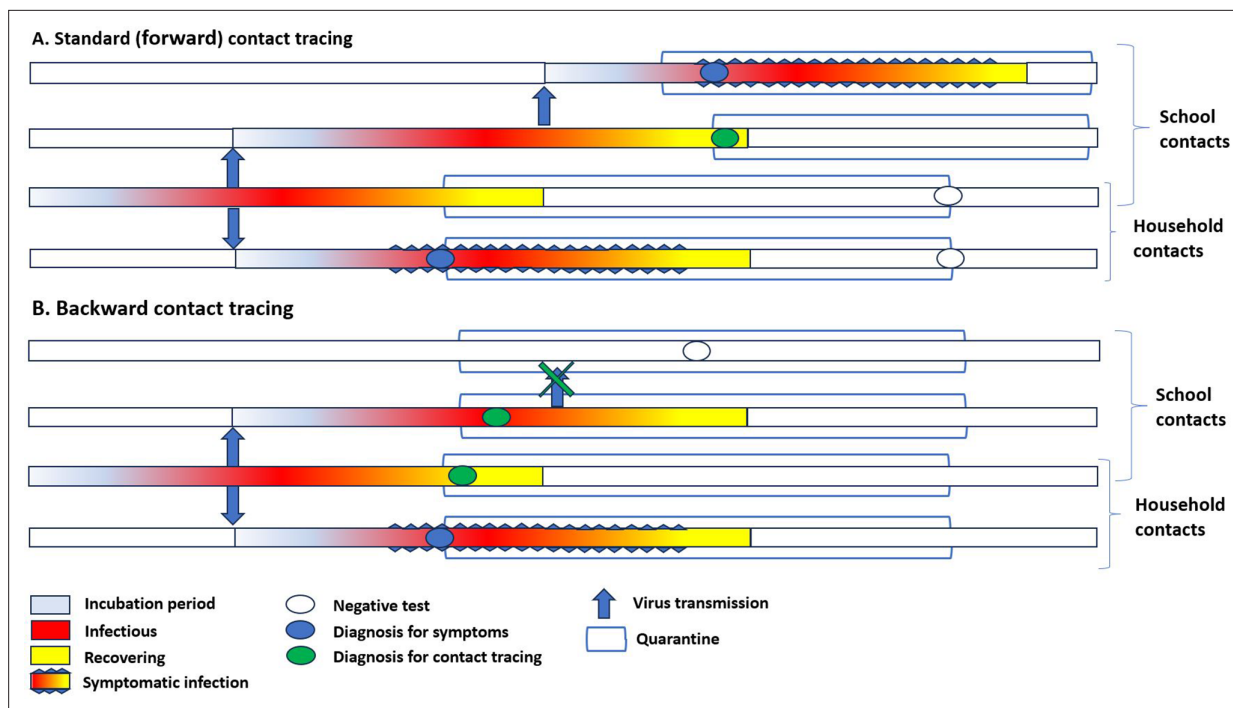 A. Standard (forward) contact tracing
School
contacts
Household
contacts
B. Backward contact tracing
School
contacts
Household
contacts
Incubation period
Infectious
Recovering
Symptomatic infection
Negative test
Diagnosis for symptoms
Diagnosis for contact tracing
Virus transmission
Quarantine